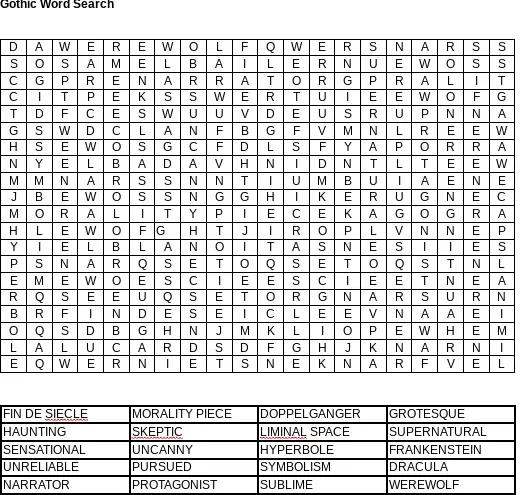 Gothic Word Search
D A W E R E W O L F Q W E R S N A R S S
S O S A M E L B A I L E R N U E W O S S
C G P R E N A R R A T O R G P R A L I T
C I T P E K S S W E R T U I E E W O F G
T D F C E S W U U V D E U S R U P N N A
G S W D C L A N F B G F V M N L R E E W
H S E W O S G C F D L S F Y A P O R R A
N Y E L B A D A V H N I D N T L T E E W
M M N A R S S N N T I U M B U I A E N E
J B E W O S S N G G H I K E R U G N E C
M O R A L I T Y P I E C E K A G O G R A
H L E W O F G H T J I R O P L V N N E P
Y I E L B L A N O I T A S N E S I I E S
P S N A R Q S E T O Q S E T O Q S T N L
E M E W O E S C I E E S C I E E T N E A
R Q S E E U Q S E T O R G N A R S U R N
B R F I N D E S E I C L E E V N A A E I
O Q S D B G H N J M K L I O P E W H E M
L A L U C A R D S D F G H J K N A R N I
E Q W E R N I E T S N E K N A R F V E L
FIN DE SIECLE MORALITY PIECE DOPPELGANGER GROTESQUE
HAUNTING SKEPTIC LIMINAL SPACE SUPERNATURAL
SENSATIONAL UNCANNY HYPERBOLE FRANKENSTEIN
UNRELIABLE PURSUED SYMBOLISM DRACULA
NARRATOR PROTAGONIST SUBLIME WEREWOLF